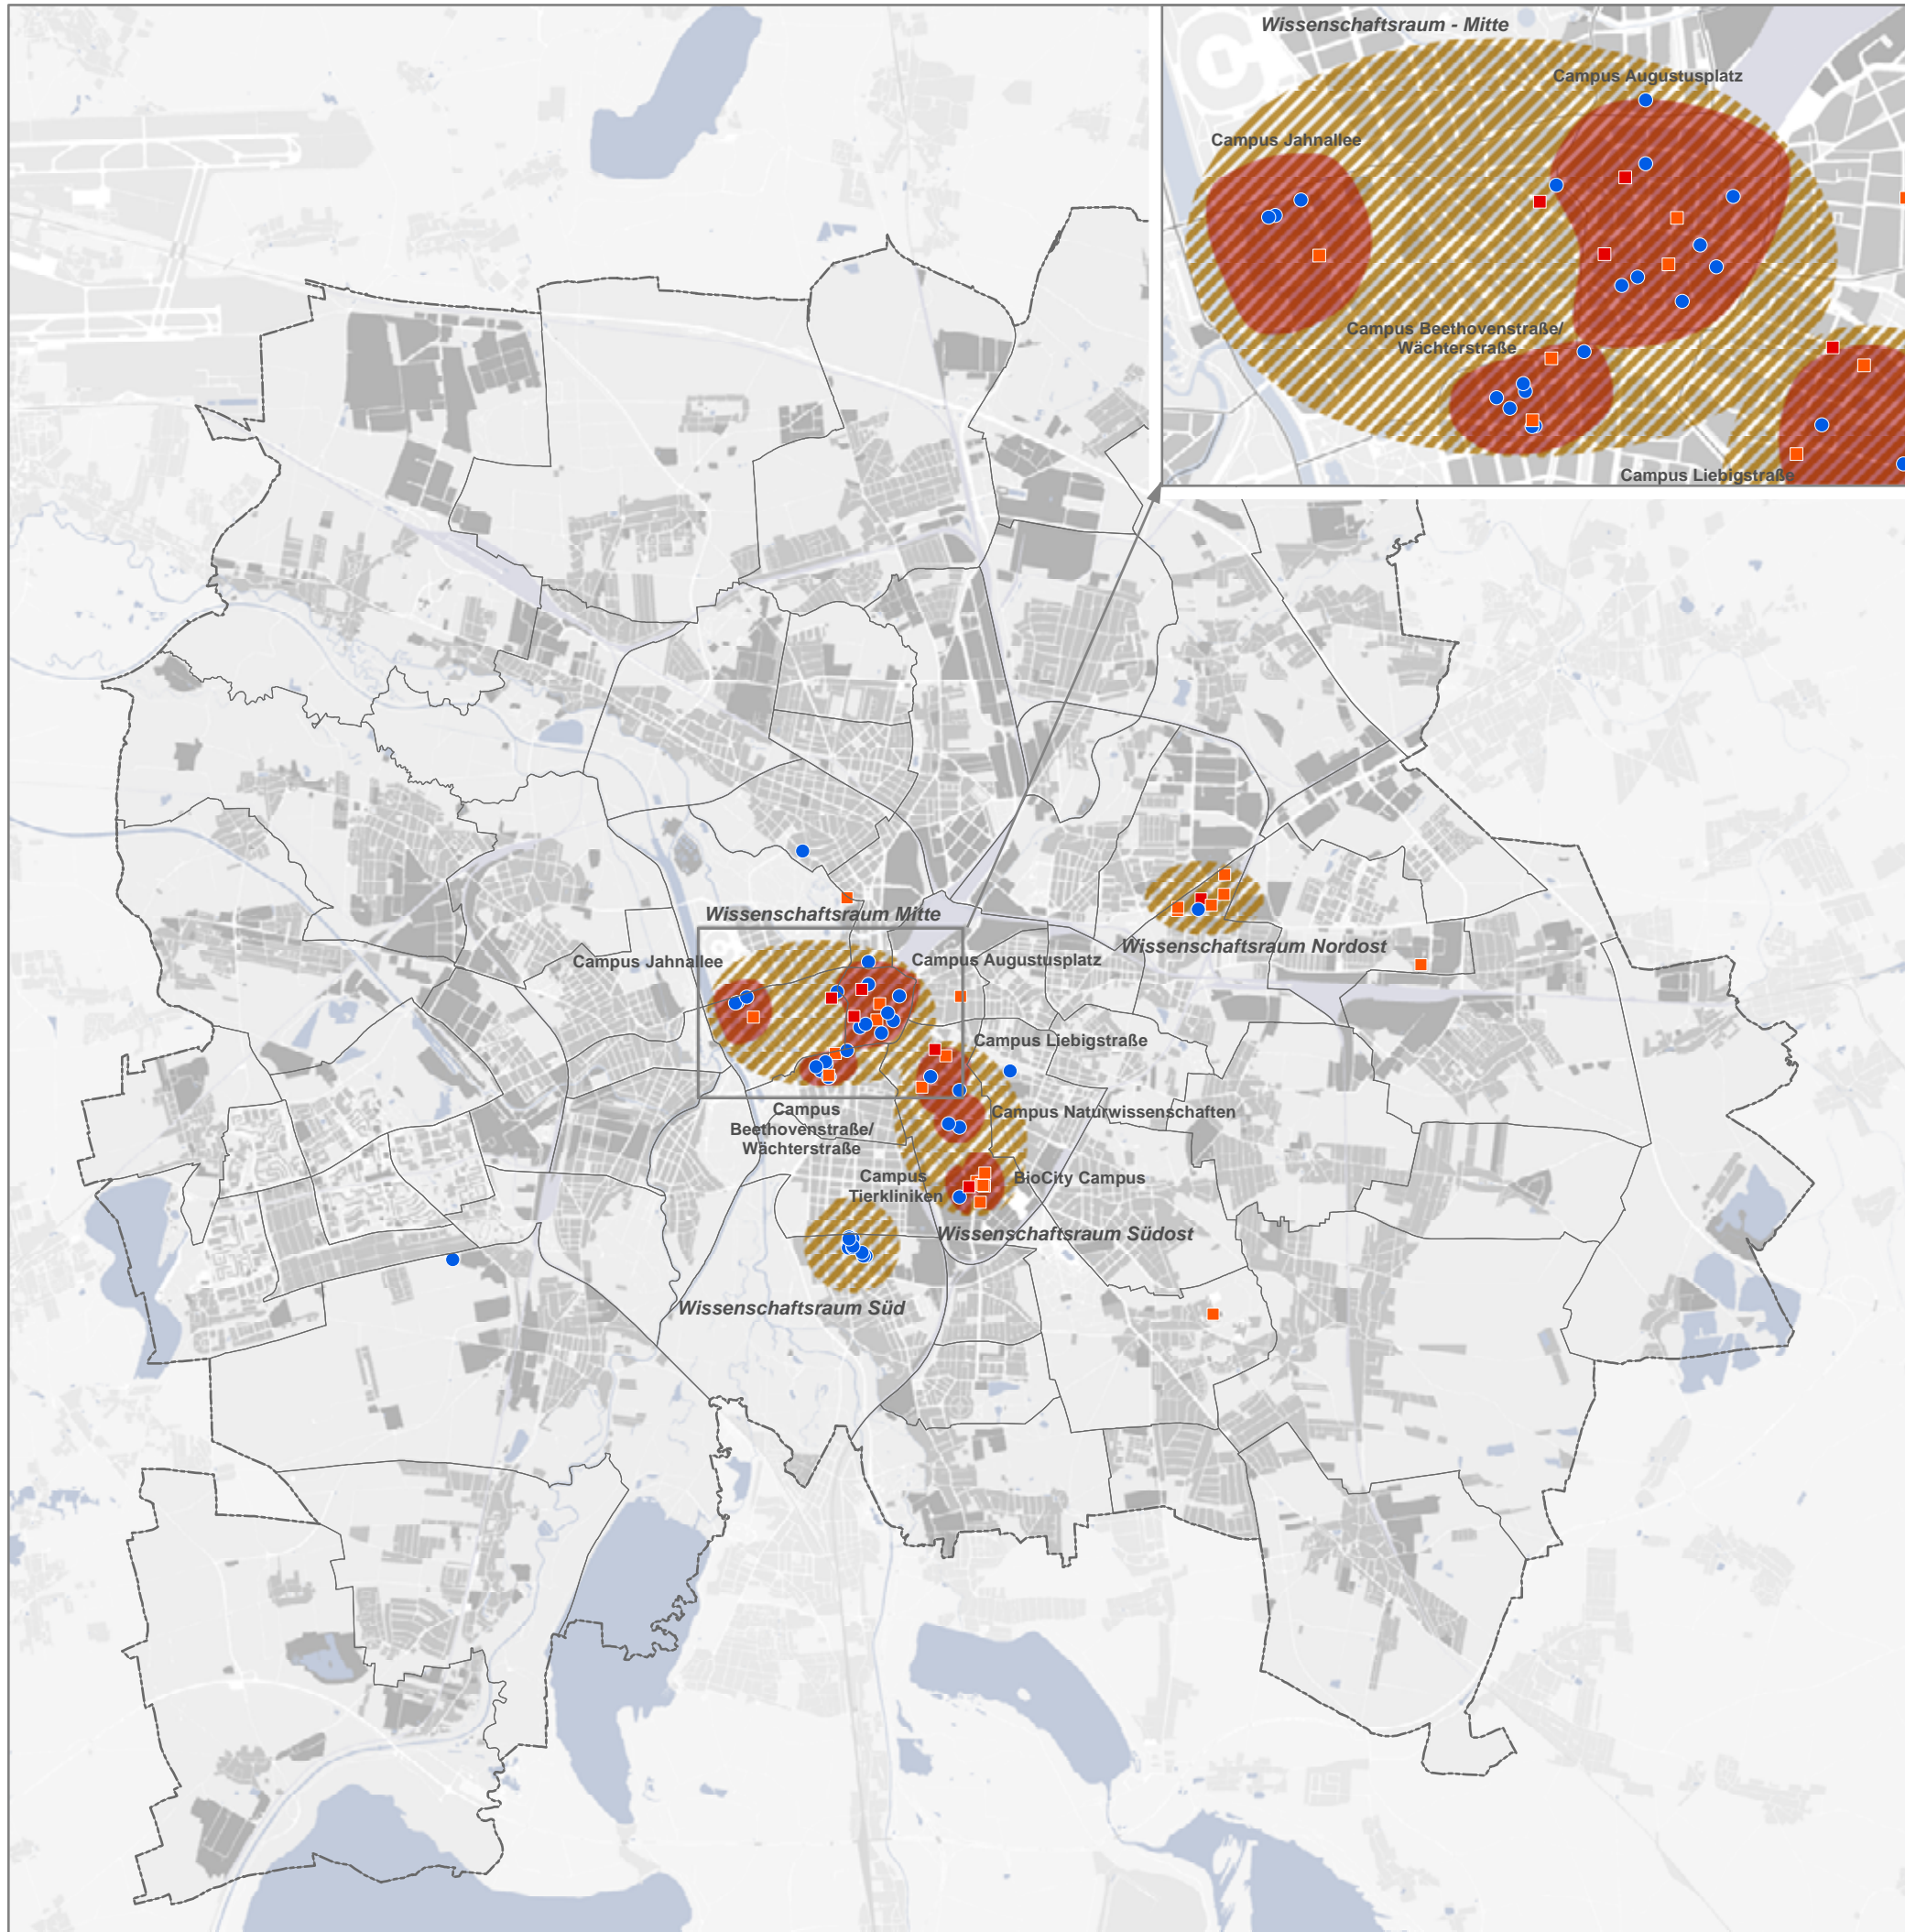 Wissenschaftsraum - Mitte
Campus Augustusplatz
Campus Jahnallee
Campus Beethovenstraße/
Wächterstraße
Campus Liebigstraße
Wissenschaftsraum Mitte
Campus Jahnallee
Campus Augustusplatz
Wissenschaftsraum Nordost
Campus Liebigstraße
Campus
Beethovenstraße/
Wächterstraße
Campus Naturwissenschaften
Campus
Tierkliniken
BioCity Campus
Wissenschaftsraum Südost
Wissenschaftsraum Süd